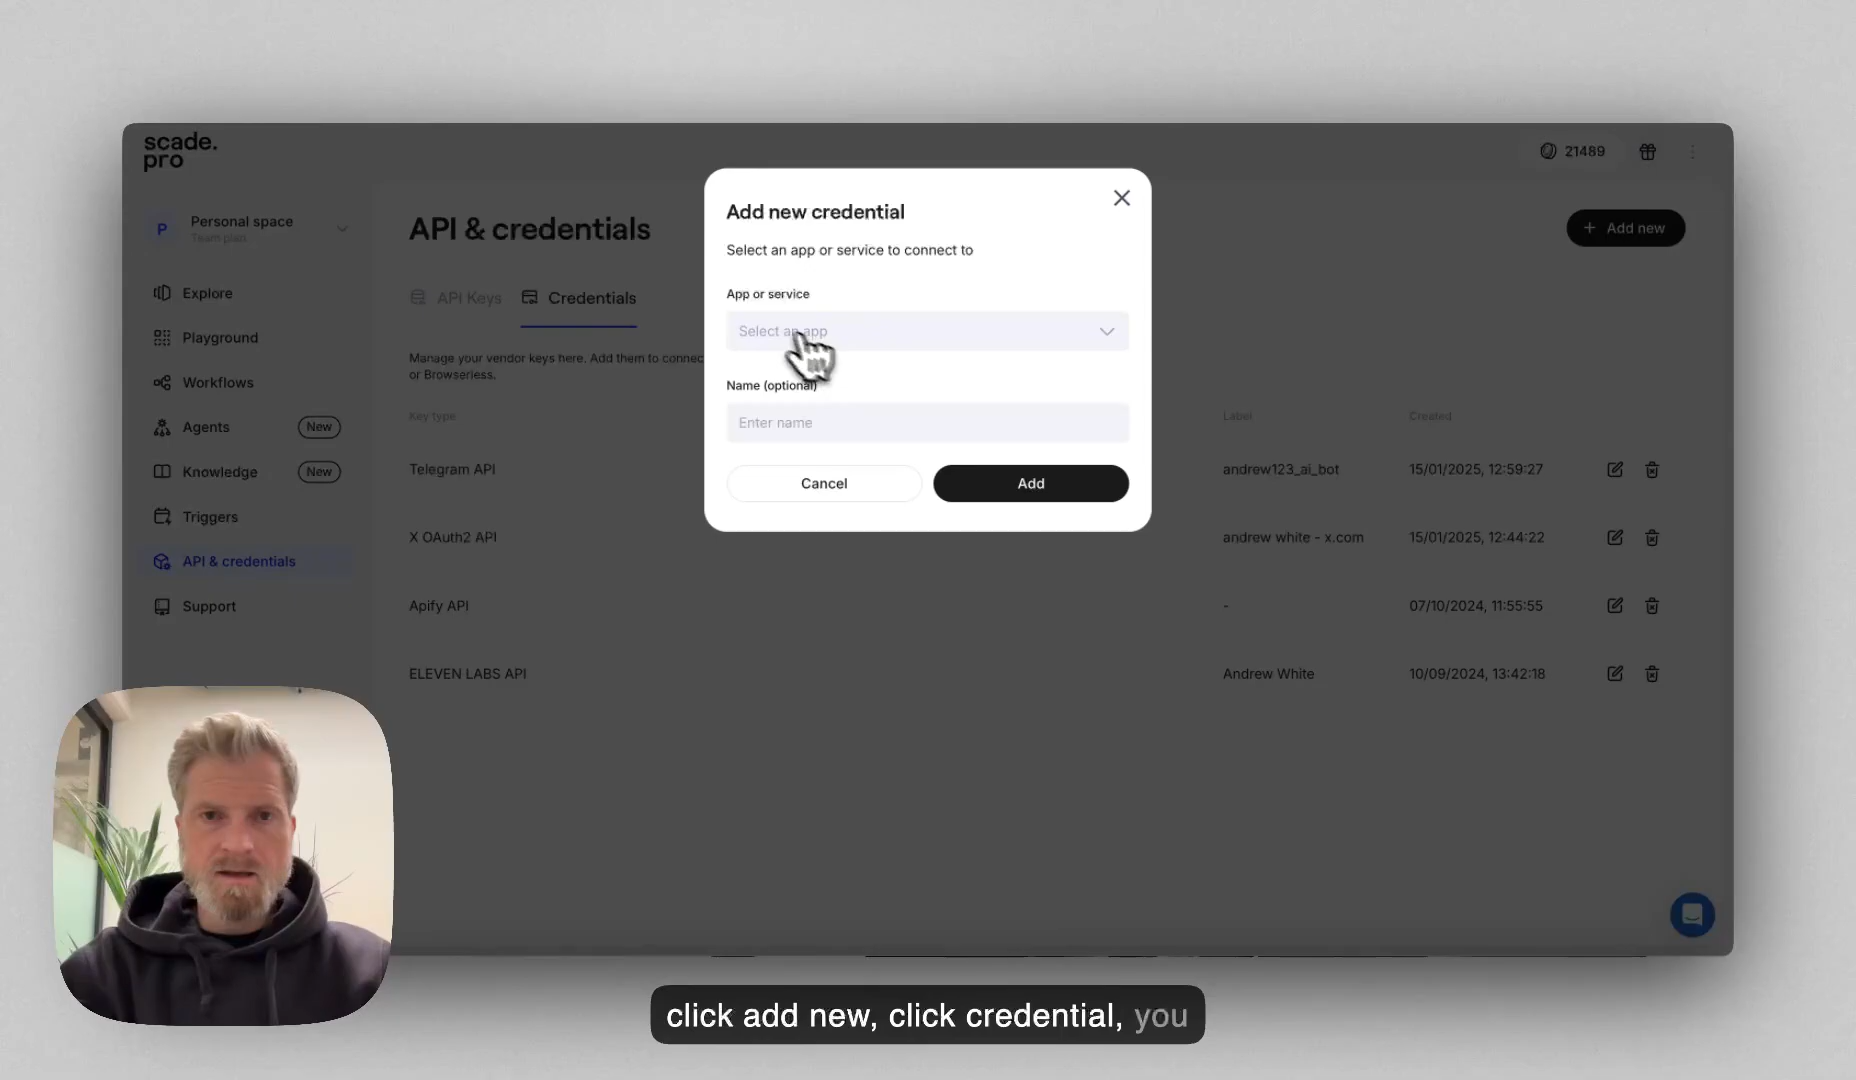 scade.
pro
21489
P
Personal space
Team plan
Explore
Playground
Workflows
Agents
New
Knowledge
New
Triggers
API & credentials
Support
API & credentials
+ Add new
API Keys
Credentials
Manage your vendor keys here. Add them to connec
or Browserless.
Key type
Label
Created
Telegram API
andrew123_ai_bot
15/01/2025, 12:59:27
X OAuth2 API
andrew white - x.com
15/01/2025, 12:44:22
Apify API
-
07/10/2024, 11:55:55
ELEVEN LABS API
Andrew White
10/09/2024, 13:42:18
Add new credential
Select an app or service to connect to
App or service
Select an app
Name (optional)
Enter name
Cancel
Add
click add new, click credential, you